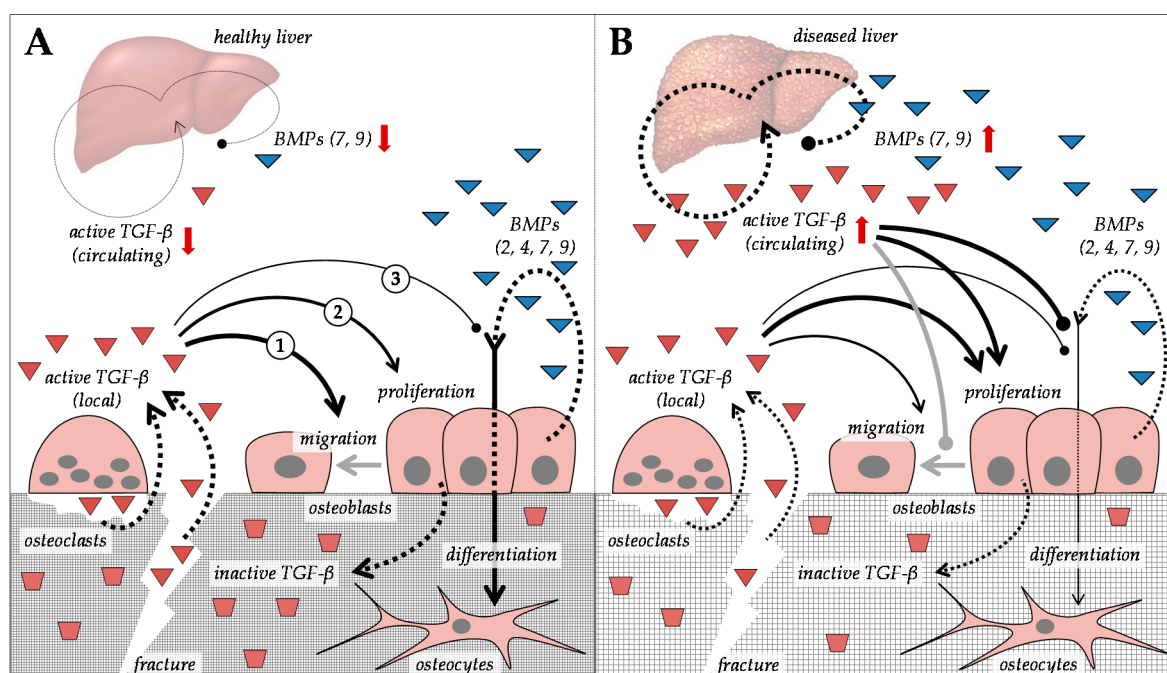 A
healthy liver
BMPs (7, 9)
active TGF-β
(circulating)
BMPs
(2, 4, 7, 9)
3
2
1
active TGF-β
(local)
proliferation
migration
osteoblasts
osteoclasts
differentiation
inactive TGF-β
fracture
osteocytes
B
diseased liver
BMPs (7, 9)
active TGF-β
(circulating)
BMPs
(2, 4, 7, 9)
active TGF-β
(local)
proliferation
migration
osteoblasts
osteoclasts
differentiation
inactive TGF-β
fracture
osteocytes